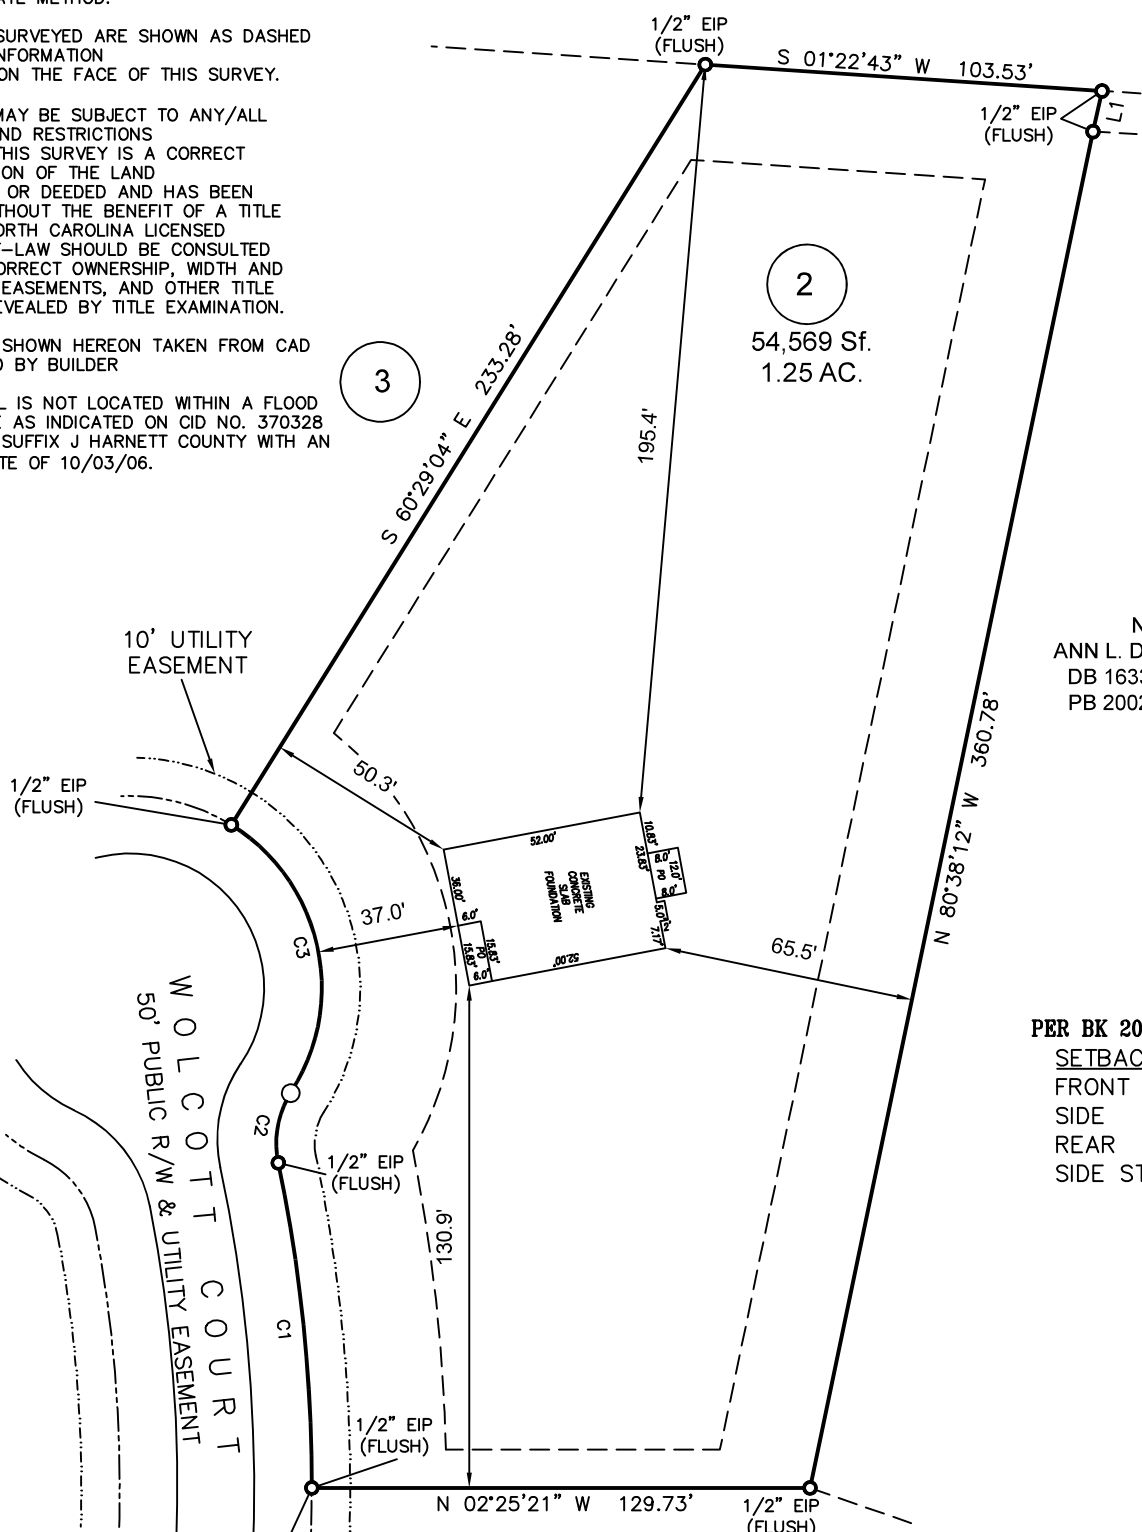 ATE METHOD.
SURVEYED ARE SHOWN AS DASHED
NFORMATION
ON THE FACE OF THIS SURVEY.
MAY BE SUBJECT TO ANY/ALL
ND RESTRICTIONS
THIS SURVEY IS A CORRECT
ON OF THE LAND
OR DEEDED AND HAS BEEN
THOUT THE BENEFIT OF A TITLE
ORTH CAROLINA LICENSED
-LAW SHOULD BE CONSULTED
ORRECT OWNERSHIP, WIDTH AND
EASEMENTS, AND OTHER TITLE
EVEALED BY TITLE EXAMINATION.
SHOWN HEREON TAKEN FROM CAD
D BY BUILDER
L IS NOT LOCATED WITHIN A FLOOD
E AS INDICATED ON CID NO. 370328
SUFFIX J HARNETT COUNTY WITH AN
TE OF 10/03/06.
1/2" EIP
(FLUSH)
S 01°22'43" W 103.53'
1/2" EIP
(FLUSH)
L1
2
54,569 Sf.
1.25 AC.
3
S 60°29'04" E 233.28'
195.4'
10' UTILITY
EASEMENT
1/2" EIP
(FLUSH)
50.3'
N
ANN L. D
DB 1633
PB 2002
N 80°38'12" W 360.78'
52.00'
10.83'
23.83'
8.0'
12.0'
PO
8.0'
5.0'
7.17'
EXISTING
CONCRETE
SLAB
FOUNDATION
36.00'
6.0'
15.83'
PO
15.83'
6.0'
52.00'
37.0'
65.5'
C3
C2
1/2" EIP
(FLUSH)
130.9'
C1
WOLCOTT COURT
50' PUBLIC R/W & UTILITY EASEMENT
PER BK 20
SETBAC
FRONT
SIDE
REAR
SIDE ST
1/2" EIP
(FLUSH)
N 02°25'21" W 129.73'
1/2" EIP
(FLUSH)